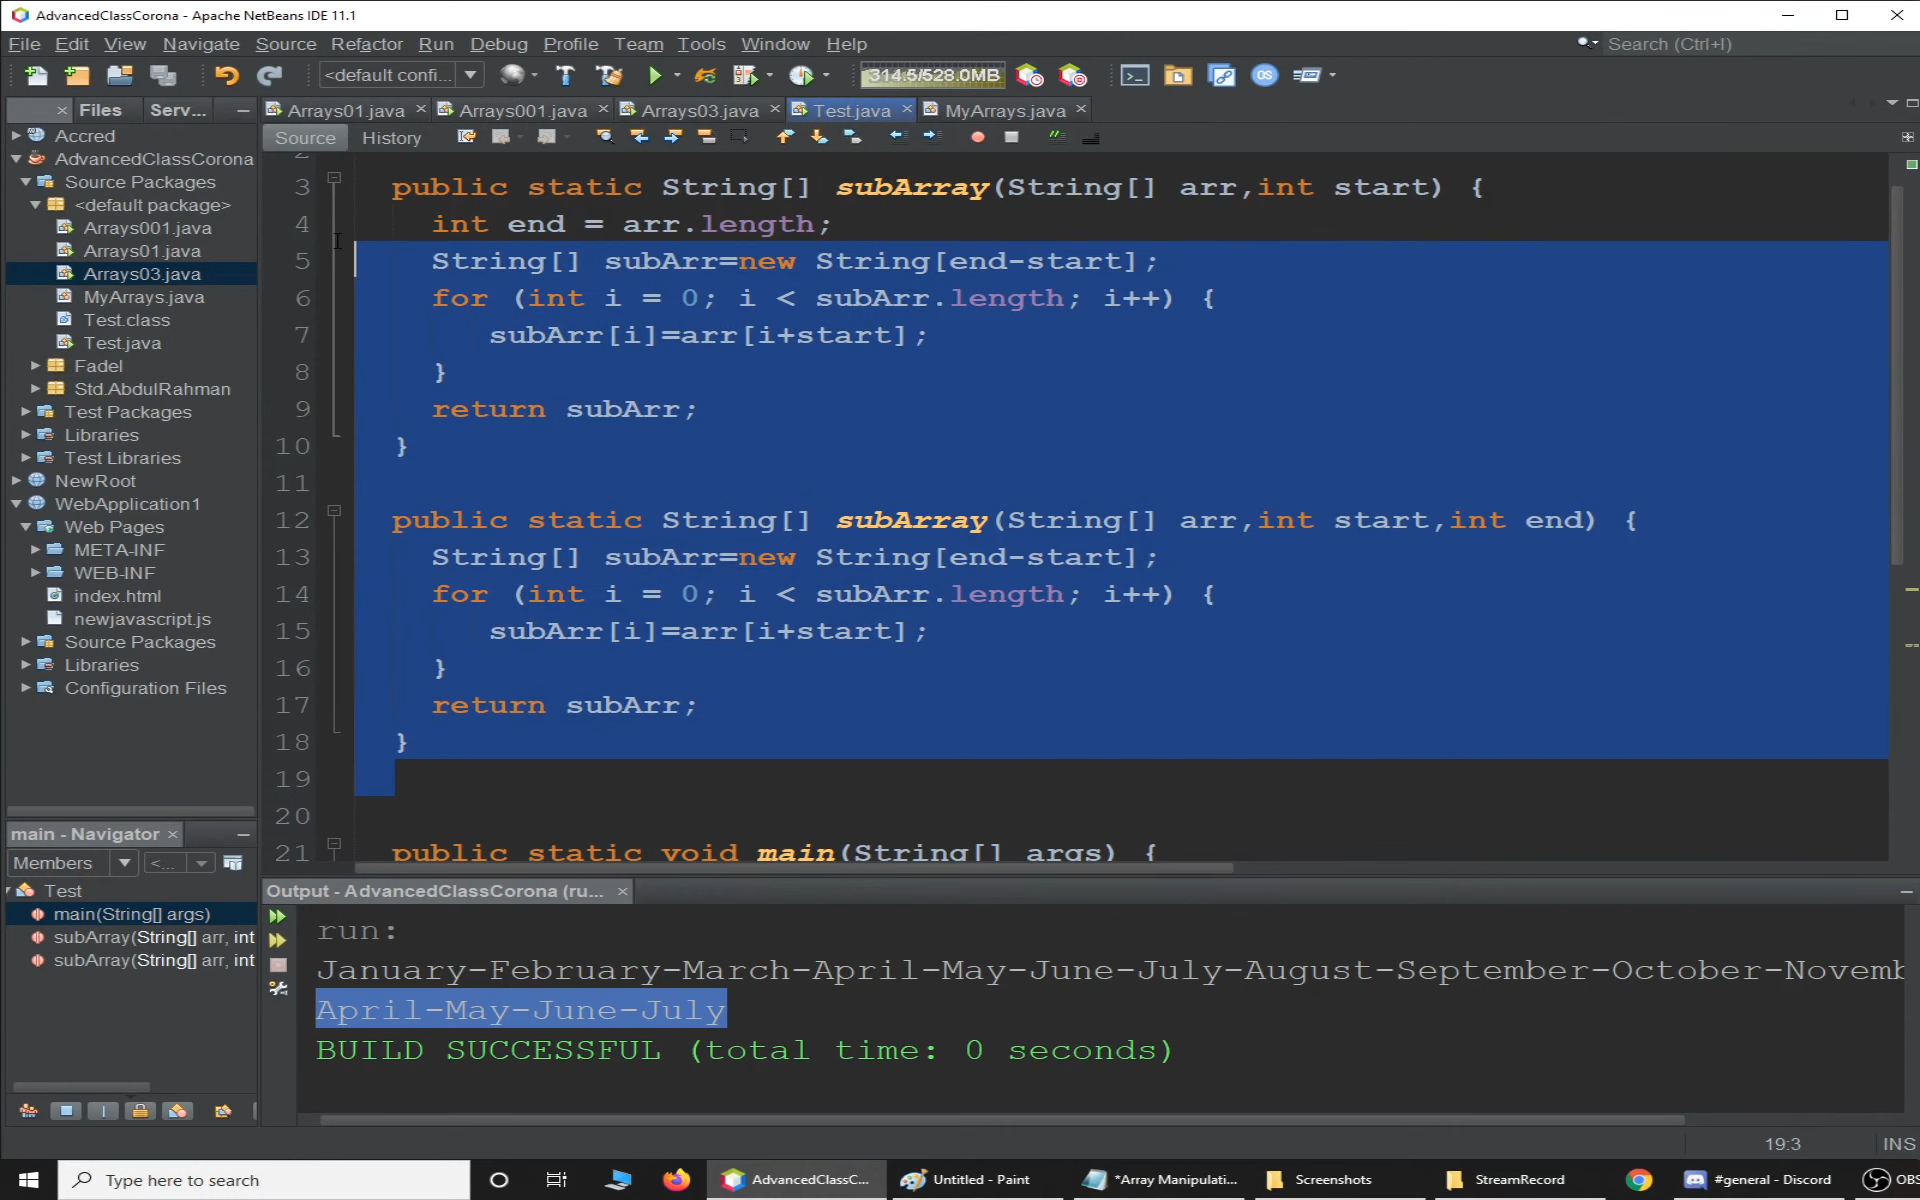 AdvancedClassCorona - Apache NetBeans IDE 11.1
File Edit View Navigate Source Refactor Run Debug Profile Team Tools Window Help
Search (Ctrl+I)
<default confi...
314.5/528.0MB
Files Serv...
Arrays01.java Arrays001.java Arrays03.java Test.java MyArrays.java
Source History
Accred
AdvancedClassCorona
Source Packages
<default package>
Arrays001.java
Arrays01.java
Arrays03.java
MyArrays.java
Test.class
Test.java
Fadel
Std.AbdulRahman
Test Packages
Libraries
Test Libraries
NewRoot
WebApplication1
Web Pages
META-INF
WEB-INF
index.html
newjavascript.js
Source Packages
Libraries
Configuration Files
2
3 public static String[] subArray(String[] arr,int start) {
4 int end = arr.length;
5 String[] subArr=new String[end-start];
6 for (int i = 0; i < subArr.length; i++) {
7 subArr[i]=arr[i+start];
8 }
9 return subArr;
10 }
11
12 public static String[] subArray(String[] arr,int start,int end) {
13 String[] subArr=new String[end-start];
14 for (int i = 0; i < subArr.length; i++) {
15 subArr[i]=arr[i+start];
16 }
17 return subArr;
18 }
19
20
21 public static void main(String[] args) {
main - Navigator
Members <...
Test
main(String[] args)
subArray(String[] arr, int
subArray(String[] arr, int
Output - AdvancedClassCorona (ru...
run:
January-February-March-April-May-June-July-August-September-October-Novemb
April-May-June-July
BUILD SUCCESSFUL (total time: 0 seconds)
19:3 INS
Type here to search
AdvancedClassC...
Untitled - Paint
*Array Manipulati...
Screenshots
StreamRecord
#general - Discord
OBS